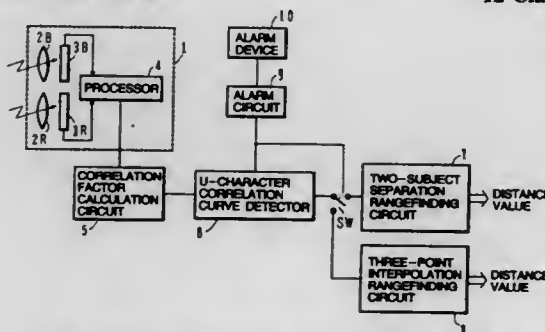 10
ALARM
DEVICE
9
ALARM
CIRCUIT
2B
3B
1
4
PROCESSOR
2R
3R
CORRELATION
FACTOR
CALCULATION
CIRCUIT
5
U-CHARACTER
CORRELATION
CURVE DETECTOR
6
SW
7
TWO-SUBJECT
SEPARATION
RANGEFINDING
CIRCUIT
DISTANCE
VALUE
THREE-POINT
INTERPOLATION
RANGEFINDING
CIRCUIT
DISTANCE
VALUE